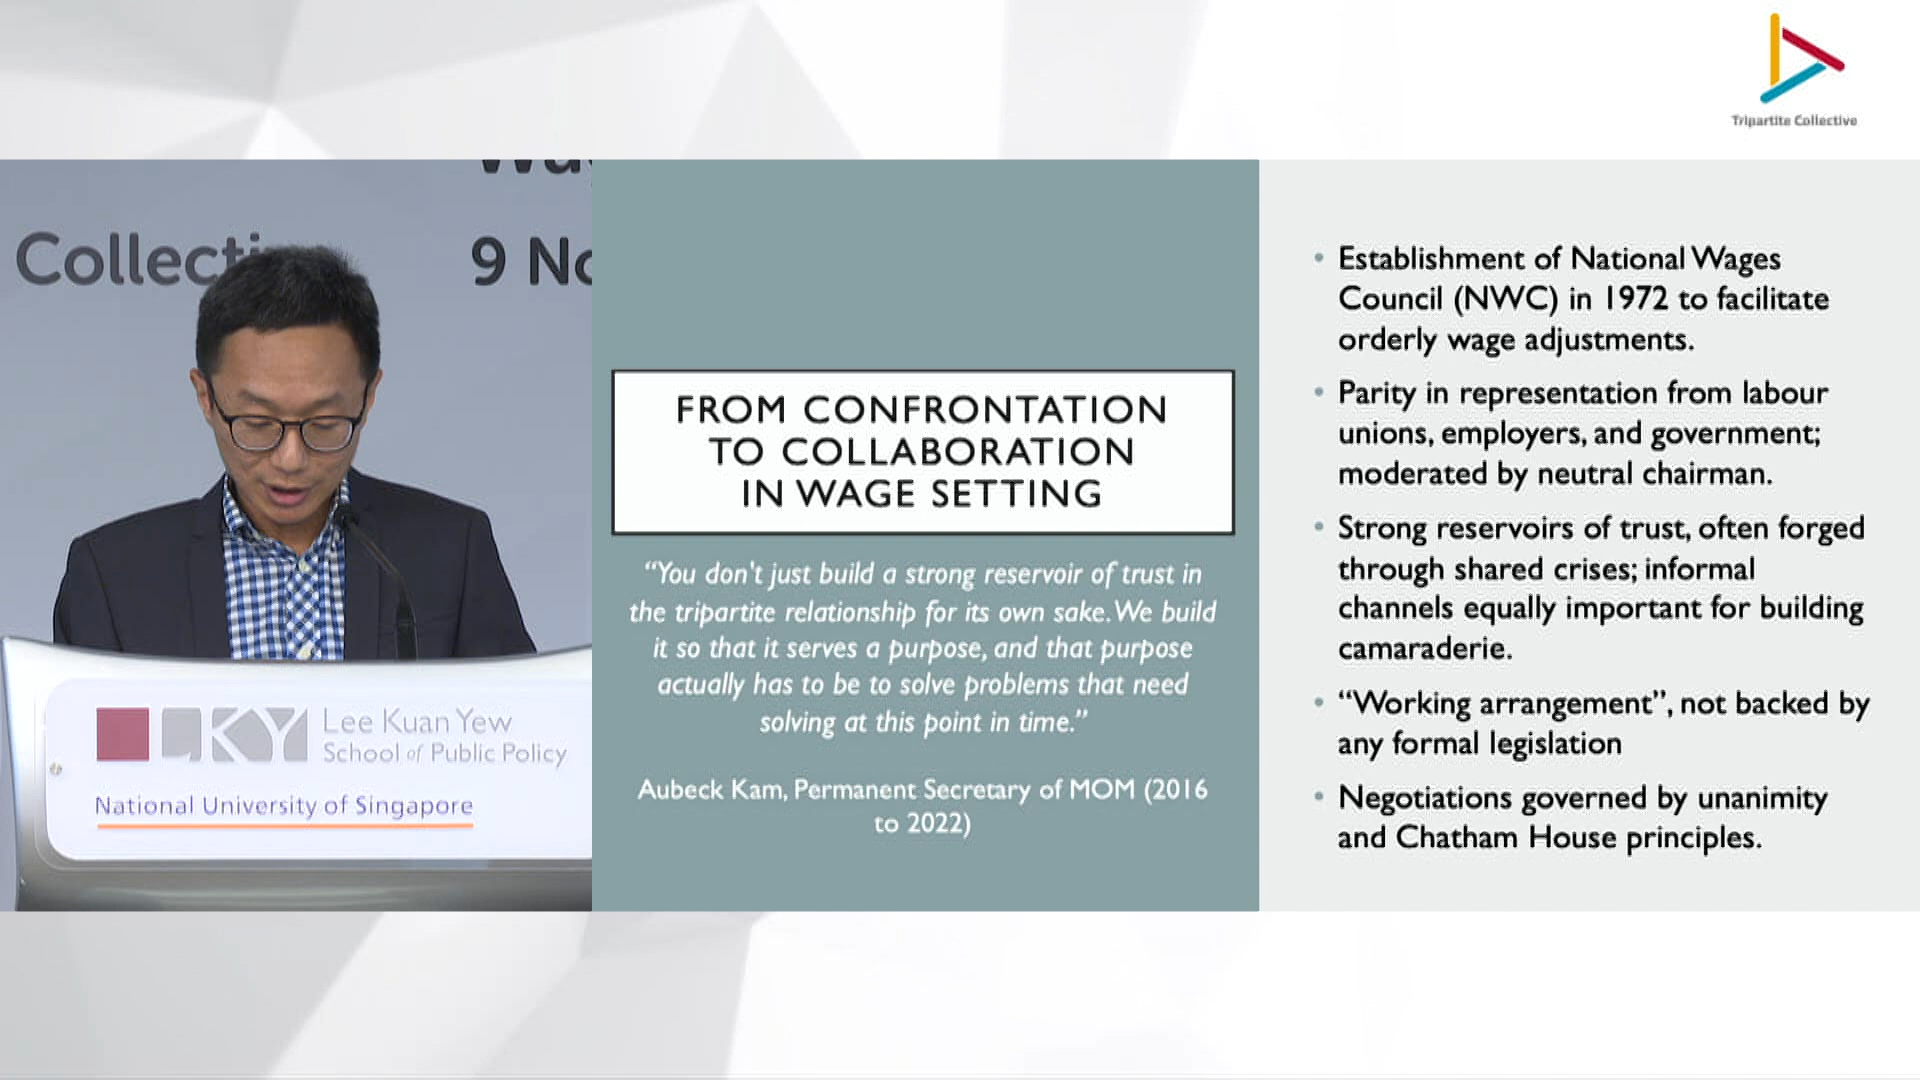 Tripartite Collective
Collecti
9 No
Lee Kuan Yew
School of Public Policy
National University of Singapore
FROM CONFRONTATION
TO COLLABORATION
IN WAGE SETTING
“You don't just build a strong reservoir of trust in
the tripartite relationship for its own sake. We build
it so that it serves a purpose, and that purpose
actually has to be to solve problems that need
solving at this point in time.”
Aubeck Kam, Permanent Secretary of MOM (2016
to 2022)
• Establishment of National Wages
Council (NWC) in 1972 to facilitate
orderly wage adjustments.
• Parity in representation from labour
unions, employers, and government;
moderated by neutral chairman.
• Strong reservoirs of trust, often forged
through shared crises; informal
channels equally important for building
camaraderie.
• “Working arrangement”, not backed by
any formal legislation
• Negotiations governed by unanimity
and Chatham House principles.